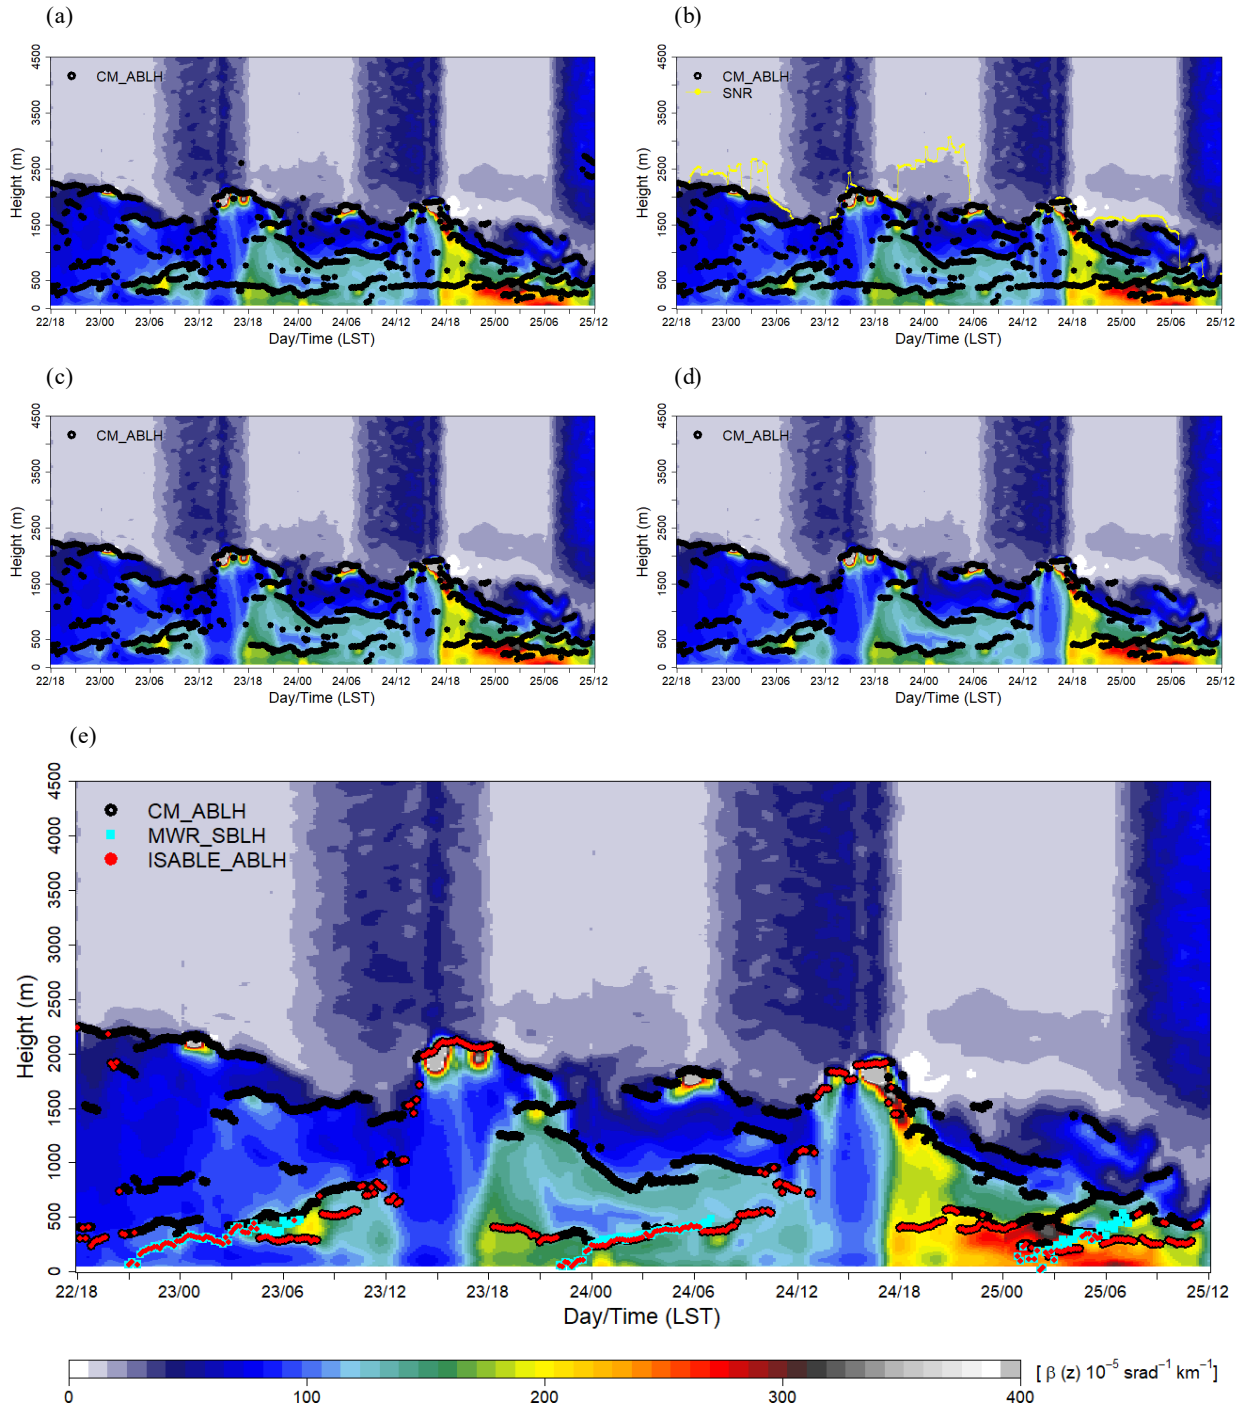 (a)
CM_ABLH
Height (m)
4500
3500
2500
1500
500
0
22/18 23/00 23/06 23/12 23/18 24/00 24/06 24/12 24/18 25/00 25/06 25/12
Day/Time (LST)
(b)
CM_ABLH
SNR
Height (m)
4500
3500
2500
1500
500
0
22/18 23/00 23/06 23/12 23/18 24/00 24/06 24/12 24/18 25/00 25/06 25/12
Day/Time (LST)
(c)
CM_ABLH
Height (m)
4500
3500
2500
1500
500
0
22/18 23/00 23/06 23/12 23/18 24/00 24/06 24/12 24/18 25/00 25/06 25/12
Day/Time (LST)
(d)
CM_ABLH
Height (m)
4500
3500
2500
1500
500
0
22/18 23/00 23/06 23/12 23/18 24/00 24/06 24/12 24/18 25/00 25/06 25/12
Day/Time (LST)
(e)
CM_ABLH
MWR_SBLH
ISABLE_ABLH
Height (m)
4500
4000
3500
3000
2500
2000
1500
1000
500
0
22/18 23/00 23/06 23/12 23/18 24/00 24/06 24/12 24/18 25/00 25/06 25/12
Day/Time (LST)
0 100 200 300 400
[ β (z) 10⁻⁵ srad⁻¹ km⁻¹ ]